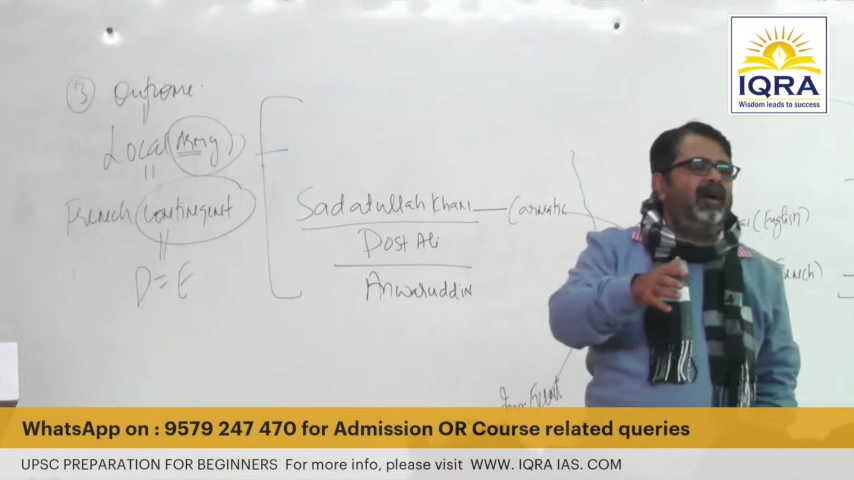 ③ Outcome
Local (Army)
French Contingent
D = E
Sadatullah Khan — Carnatic
Dost Ali
Anwaruddin
(English)
IQRA
Wisdom leads to success
WhatsApp on : 9579 247 470 for Admission OR Course related queries
UPSC PREPARATION FOR BEGINNERS For more info, please visit WWW. IQRA IAS. COM